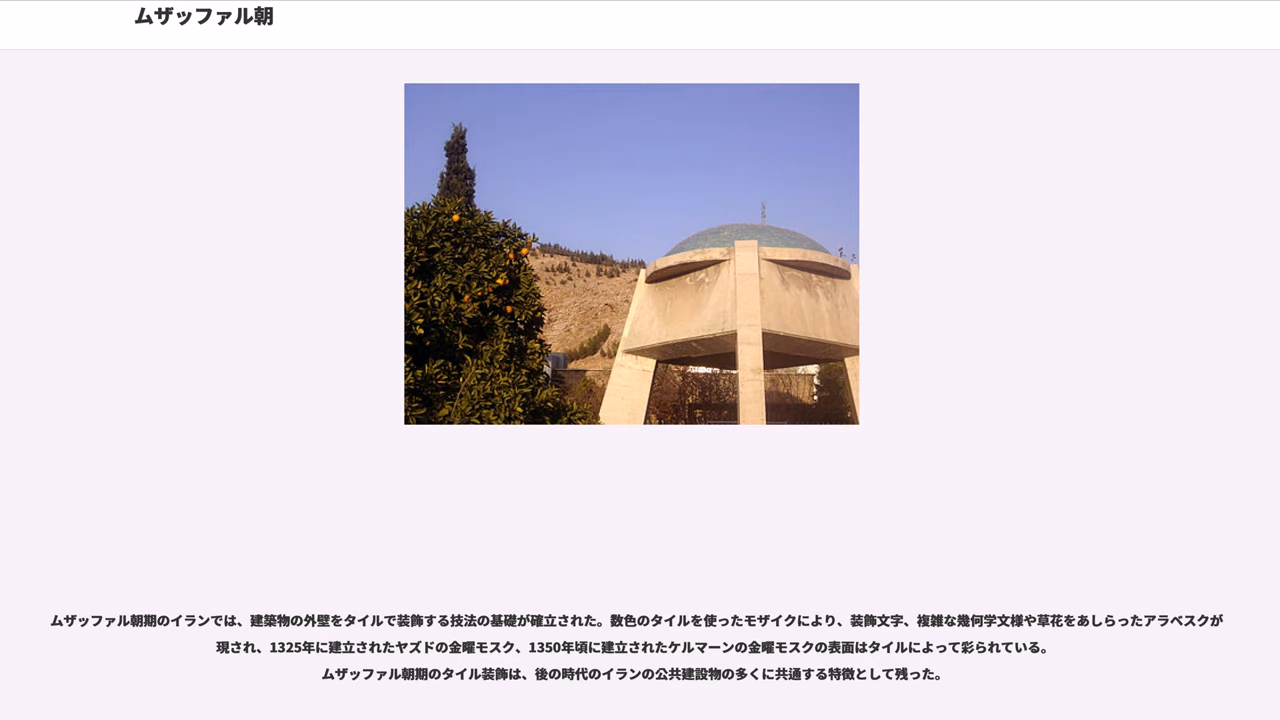 ムザッファル朝
ムザッファル朝期のイランでは、建築物の外壁をタイルで装飾する技法の基礎が確立された。数色のタイルを使ったモザイクにより、装飾文字、複雑な幾何学文様や草花をあしらったアラベスクが
現され、1325年に建立されたヤズドの金曜モスク、1350年頃に建立されたケルマーンの金曜モスクの表面はタイルによって彩られている。
ムザッファル朝期のタイル装飾は、後の時代のイランの公共建設物の多くに共通する特徴として残った。